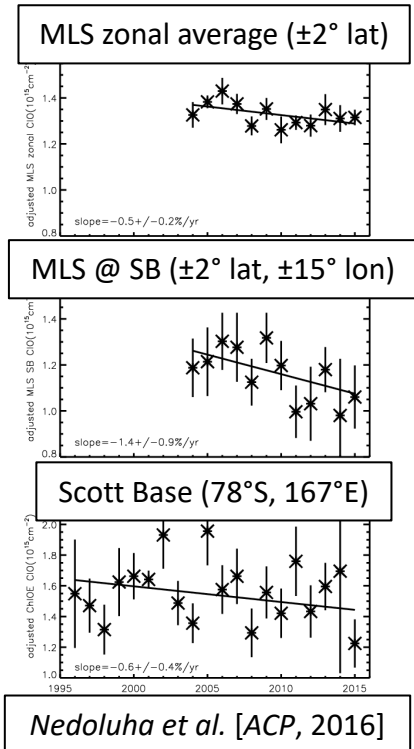 MLS zonal average (±2° lat)
adjusted MLS zonal ClO(10¹⁵cm⁻²)
1.4
1.2
1.0
0.8
slope=−0.5+/−0.2%/yr
MLS @ SB (±2° lat, ±15° lon)
adjusted MLS SB ClO(10¹⁵cm
1.4
1.2
1.0
0.8
slope=−1.4+/−0.9%/yr
Scott Base (78°S, 167°E)
adjusted ChlOE ClO(10¹⁵cm⁻²)
2.0
1.8
1.6
1.4
1.2
1.0
slope=−0.6+/−0.4%/yr
1995
2000
2005
2010
2015
Nedoluha et al. [ACP, 2016]